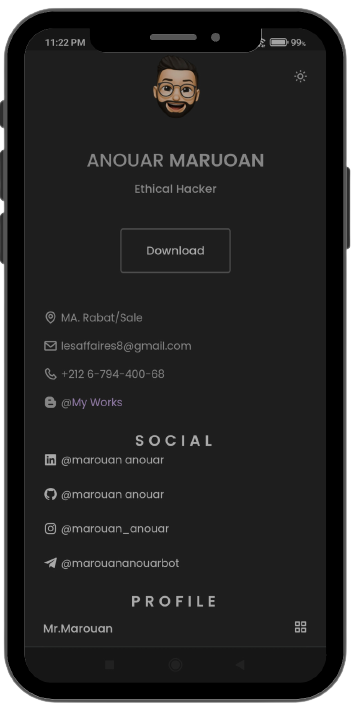 11:22 PM 99%
ANOUAR MARUOAN
Ethical Hacker
Download
MA. Rabat/Sale
lesaffaires8@gmail.com
+212 6-794-400-68
@My Works
SOCIAL
@marouan anouar
@marouan anouar
@marouan_anouar
@marouananouarbot
PROFILE
Mr.Marouan